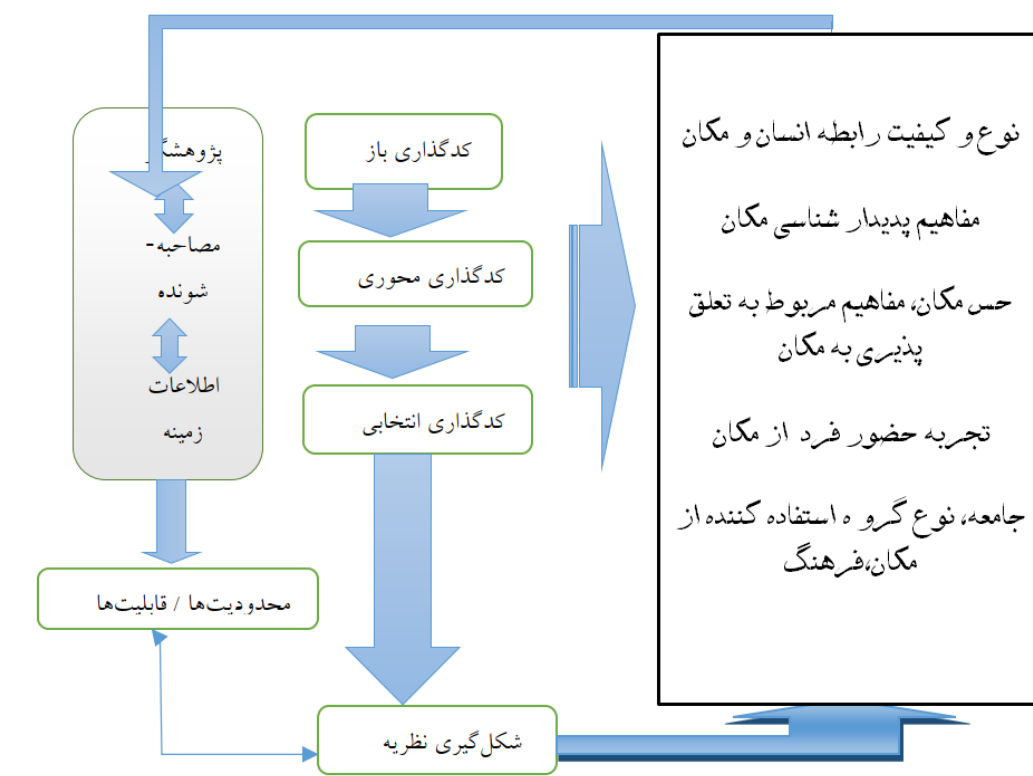 نوع و کیفیت رابطه انسان و مکان
مفاهیم پدیدار شناسی مکان
حس مکان، مفاهیم مربوط به تعلق
پذیری به مکان
تجربه حضور فرد از مکان
جامعه، نوع گروه استفاده کننده از
مکان،فرهنگ
کدگذاری باز
کدگذاری محوری
کدگذاری انتخابی
شکل‌گیری نظریه
پژوهشگر
مصاحبه-
شونده
اطلاعات
زمینه
محدودیت‌ها / قابلیت‌ها